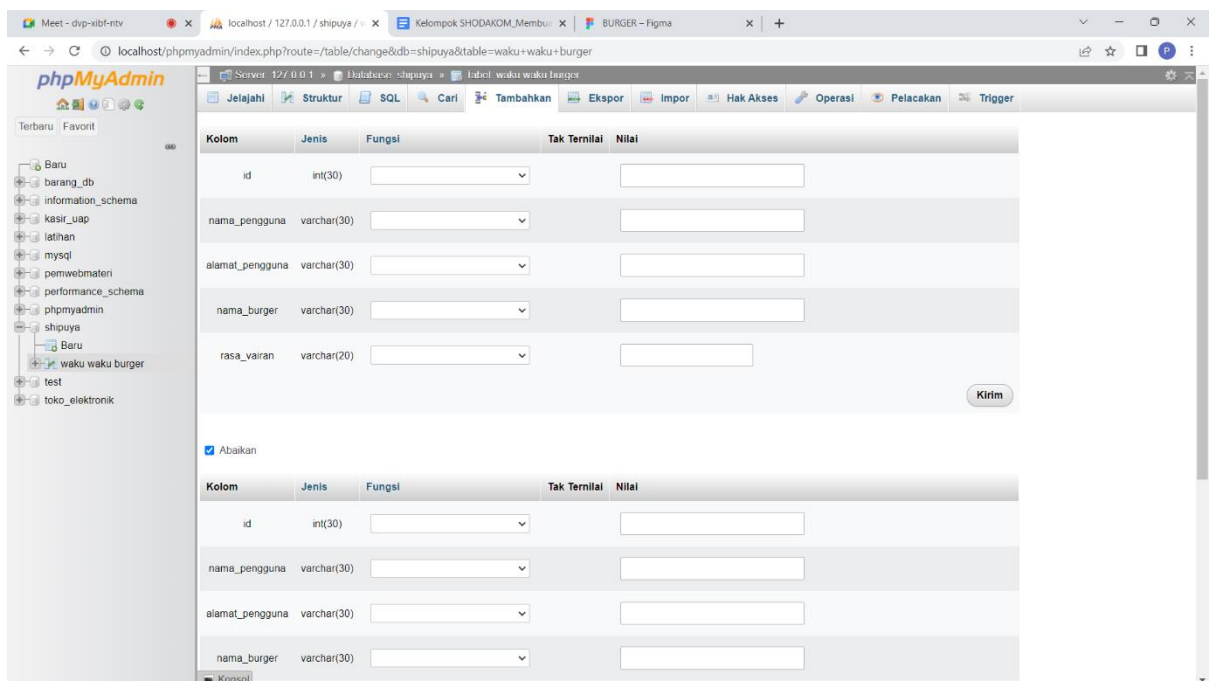 Meet - dvp-xibf-ntv
localhost / 127.0.0.1 / shipuya / v
Kelompok SHODAKOM_Membua
BURGER – Figma
localhost/phpmyadmin/index.php?route=/table/change&db=shipuya&table=waku+waku+burger
P
phpMyAdmin
Terbaru Favorit
Baru
barang_db
information_schema
kasir_uap
latihan
mysql
pemwebmateri
performance_schema
phpmyadmin
shipuya
Baru
waku waku burger
test
toko_elektronik
Server: 127.0.0.1 » Database: shipuya » Tabel: waku waku burger
Jelajahi Struktur SQL Cari Tambahkan Ekspor Impor Hak Akses Operasi Pelacakan Trigger
Kolom Jenis Fungsi Tak Ternilai Nilai
id int(30)
nama_pengguna varchar(30)
alamat_pengguna varchar(30)
nama_burger varchar(30)
rasa_vairan varchar(20)
Kirim
Abaikan
Kolom Jenis Fungsi Tak Ternilai Nilai
id int(30)
nama_pengguna varchar(30)
alamat_pengguna varchar(30)
nama_burger varchar(30)
Konsol